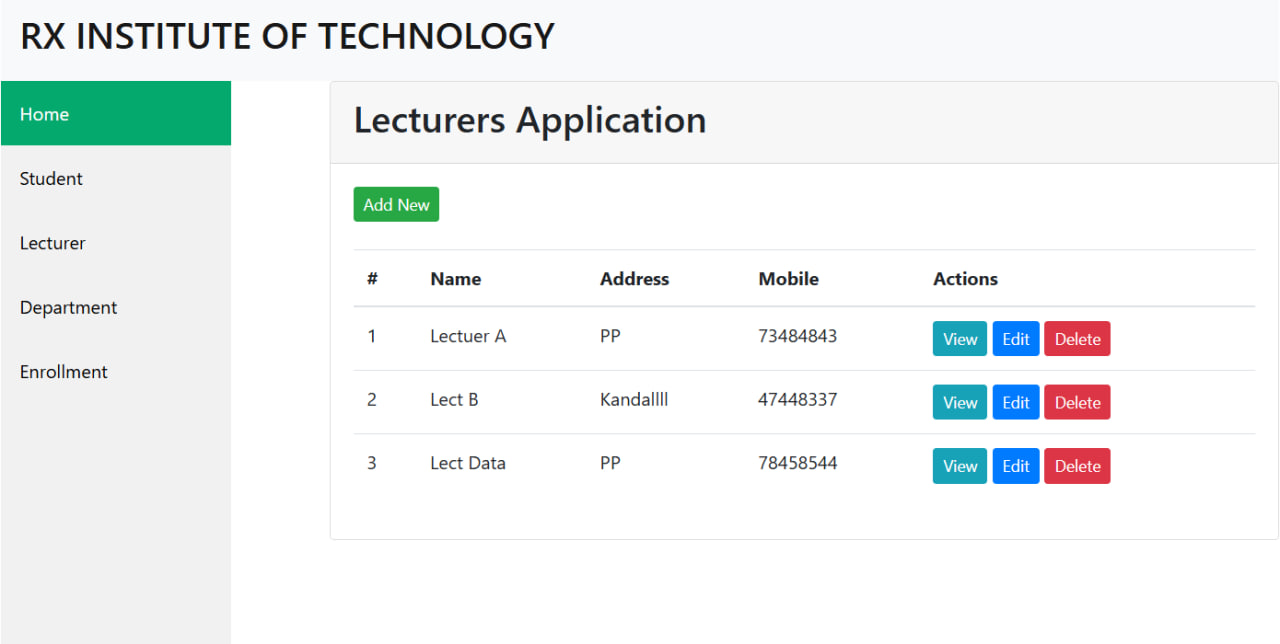 RX INSTITUTE OF TECHNOLOGY
Home
Student
Lecturer
Department
Enrollment
Lecturers Application
Add New
# Name Address Mobile Actions
1 Lectuer A PP 73484843 View Edit Delete
2 Lect B Kandallll 47448337 View Edit Delete
3 Lect Data PP 78458544 View Edit Delete